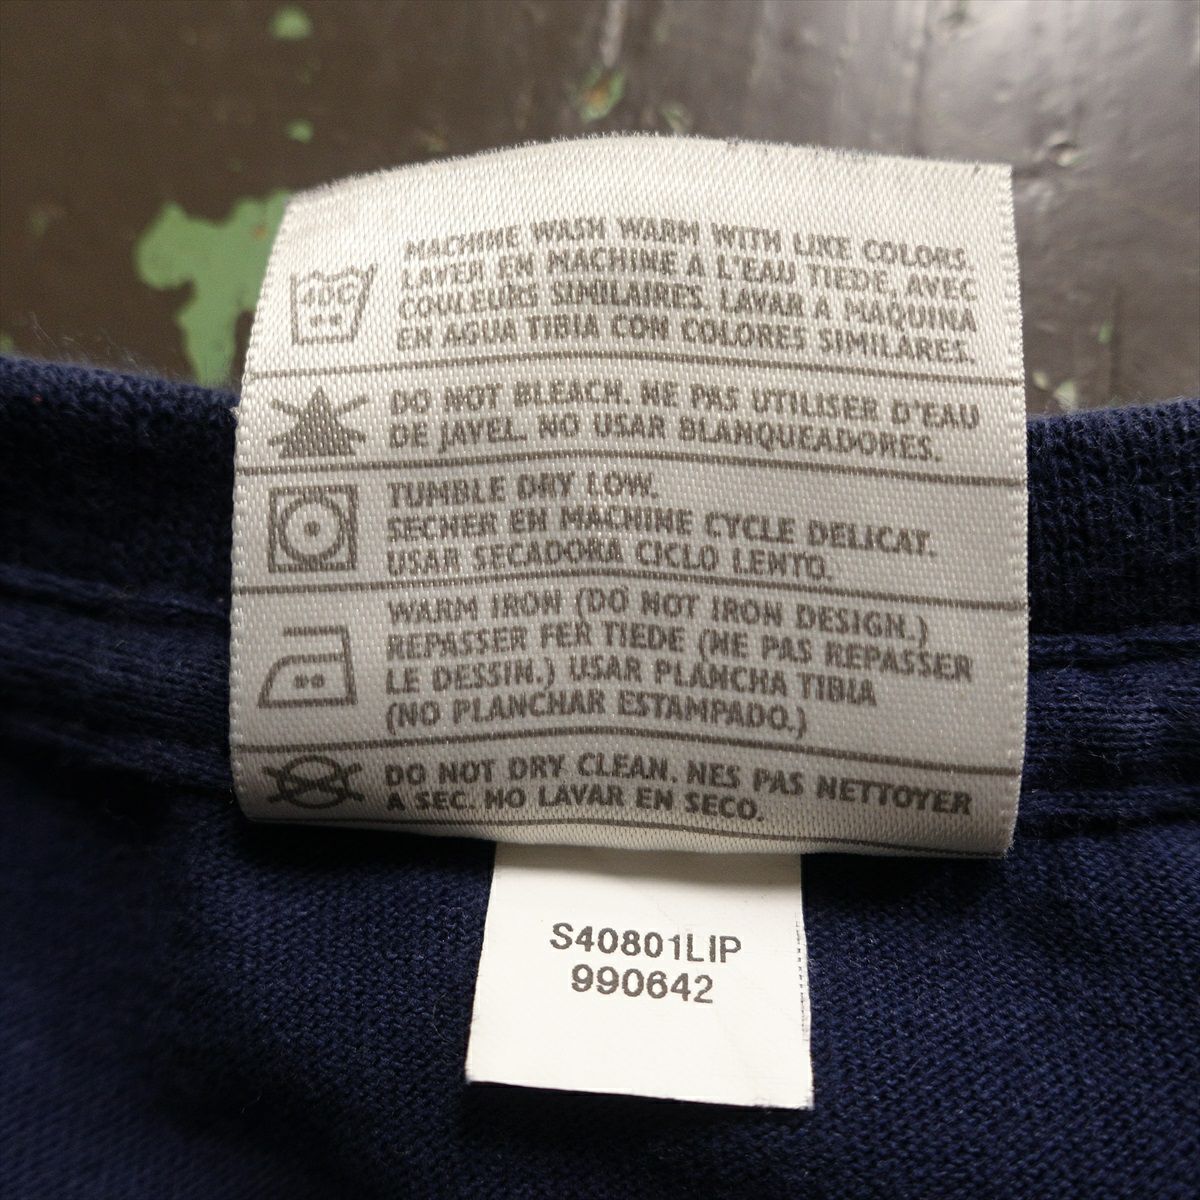 40C
MACHINE WASH WARM WITH LIKE COLORS.
LAVER EN MACHINE A L'EAU TIEDE, AVEC
COULEURS SIMILAIRES. LAVAR A MAQUINA
EN AGUA TIBIA CON COLORES SIMILARES.
DO NOT BLEACH. NE PAS UTILISER D'EAU
DE JAVEL. NO USAR BLANQUEADORES.
TUMBLE DRY LOW.
SECHER EN MACHINE CYCLE DELICAT.
USAR SECADORA CICLO LENTO.
WARM IRON (DO NOT IRON DESIGN.)
REPASSER FER TIEDE (NE PAS REPASSER
LE DESSIN.) USAR PLANCHA TIBIA
(NO PLANCHAR ESTAMPADO.)
DO NOT DRY CLEAN. NES PAS NETTOYER
A SEC. NO LAVAR EN SECO.
S40801LIP
990642